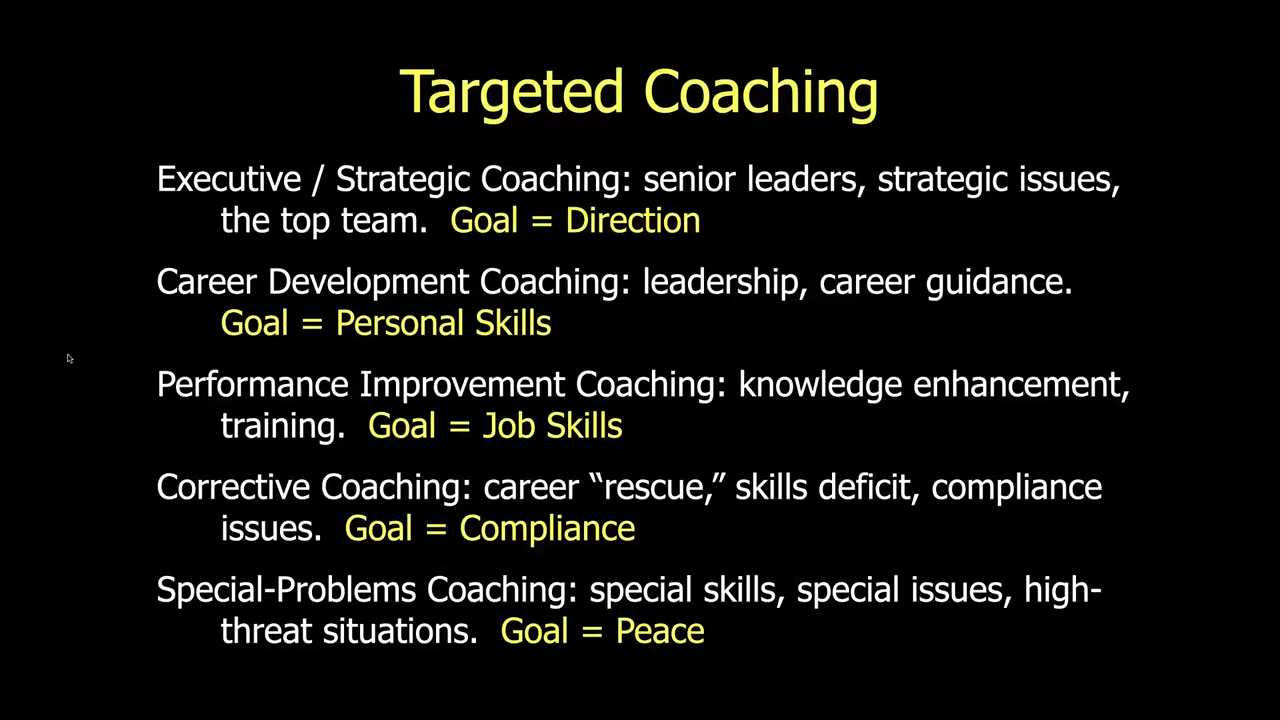 Targeted Coaching
Executive / Strategic Coaching: senior leaders, strategic issues,
the top team.  Goal = Direction
Career Development Coaching: leadership, career guidance.
Goal = Personal Skills
Performance Improvement Coaching: knowledge enhancement,
training.  Goal = Job Skills
Corrective Coaching: career “rescue,” skills deficit, compliance
issues.  Goal = Compliance
Special-Problems Coaching: special skills, special issues, high-
threat situations.  Goal = Peace